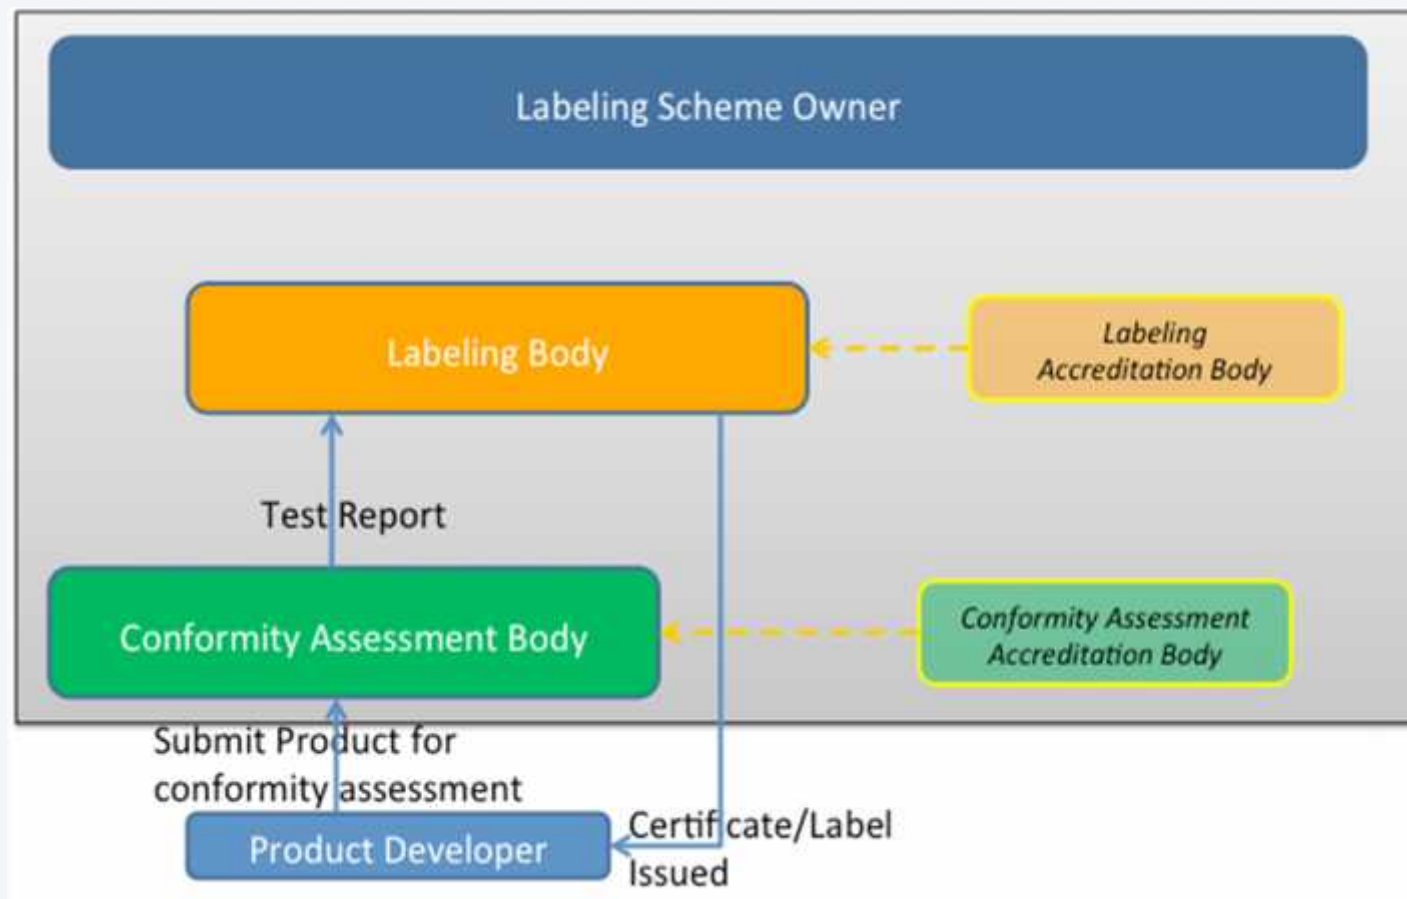 Labeling Scheme Owner
Labeling Body
Labeling
Accreditation Body
Test Report
Conformity Assessment Body
Conformity Assessment
Accreditation Body
Submit Product for
conformity assessment
Product Developer
Certificate/Label
Issued